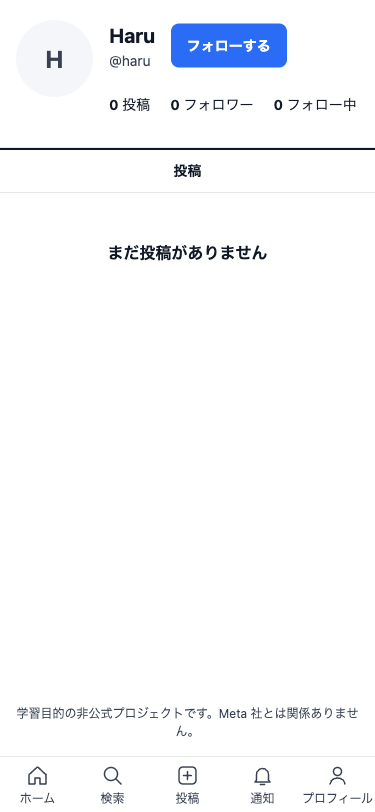 H
Haru
@haru
フォローする
0 投稿 0 フォロワー 0 フォロー中
投稿
まだ投稿がありません
学習目的の非公式プロジェクトです。Meta 社とは関係ありませ
ん。
ホーム 検索 投稿 通知 プロフィール